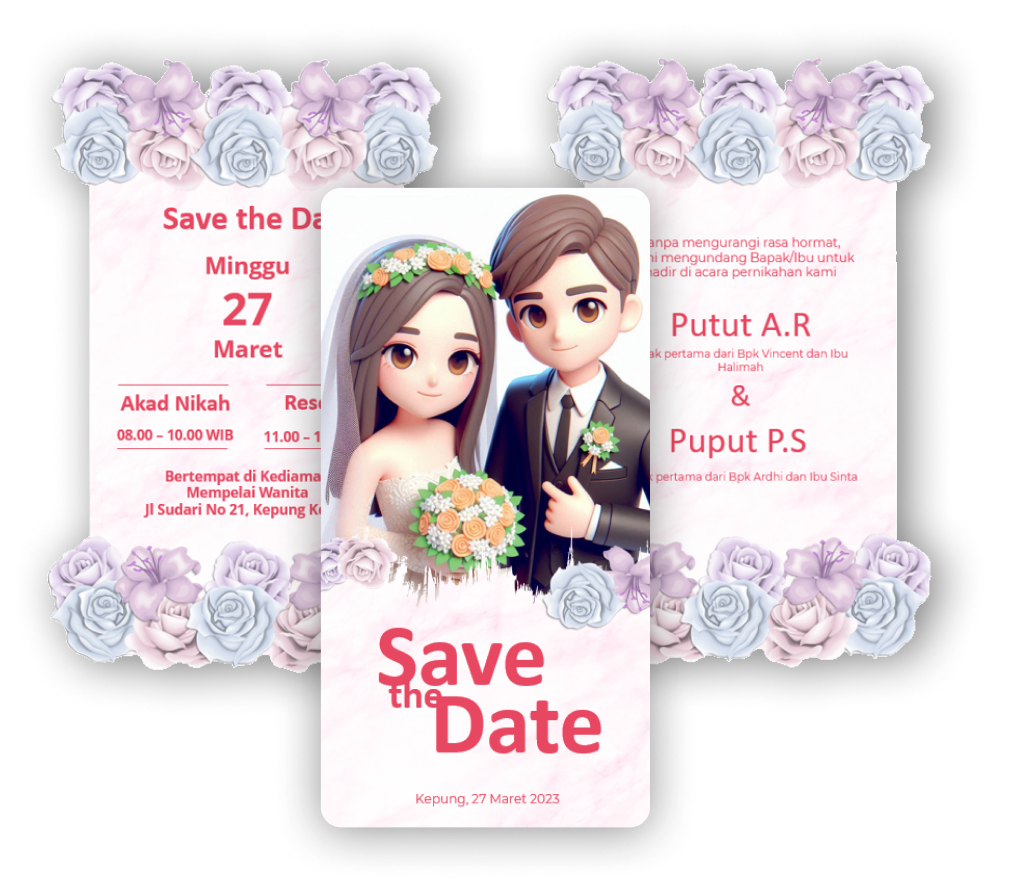 Save the Da
Minggu
27
Maret
Akad Nikah
08.00 – 10.00 WIB
Rese
11.00 – 1
Bertempat di Kediama
Mempelai Wanita
Jl Sudari No 21, Kepung Ke
Save
the
Date
Kepung, 27 Maret 2023
anpa mengurangi rasa hormat,
mengundang Bapak/Ibu untuk
hadir di acara pernikahan kami
Putut A.R
ak pertama dari Bpk Vincent dan Ibu
Halimah
&
Puput P.S
pertama dari Bpk Ardhi dan Ibu Sinta